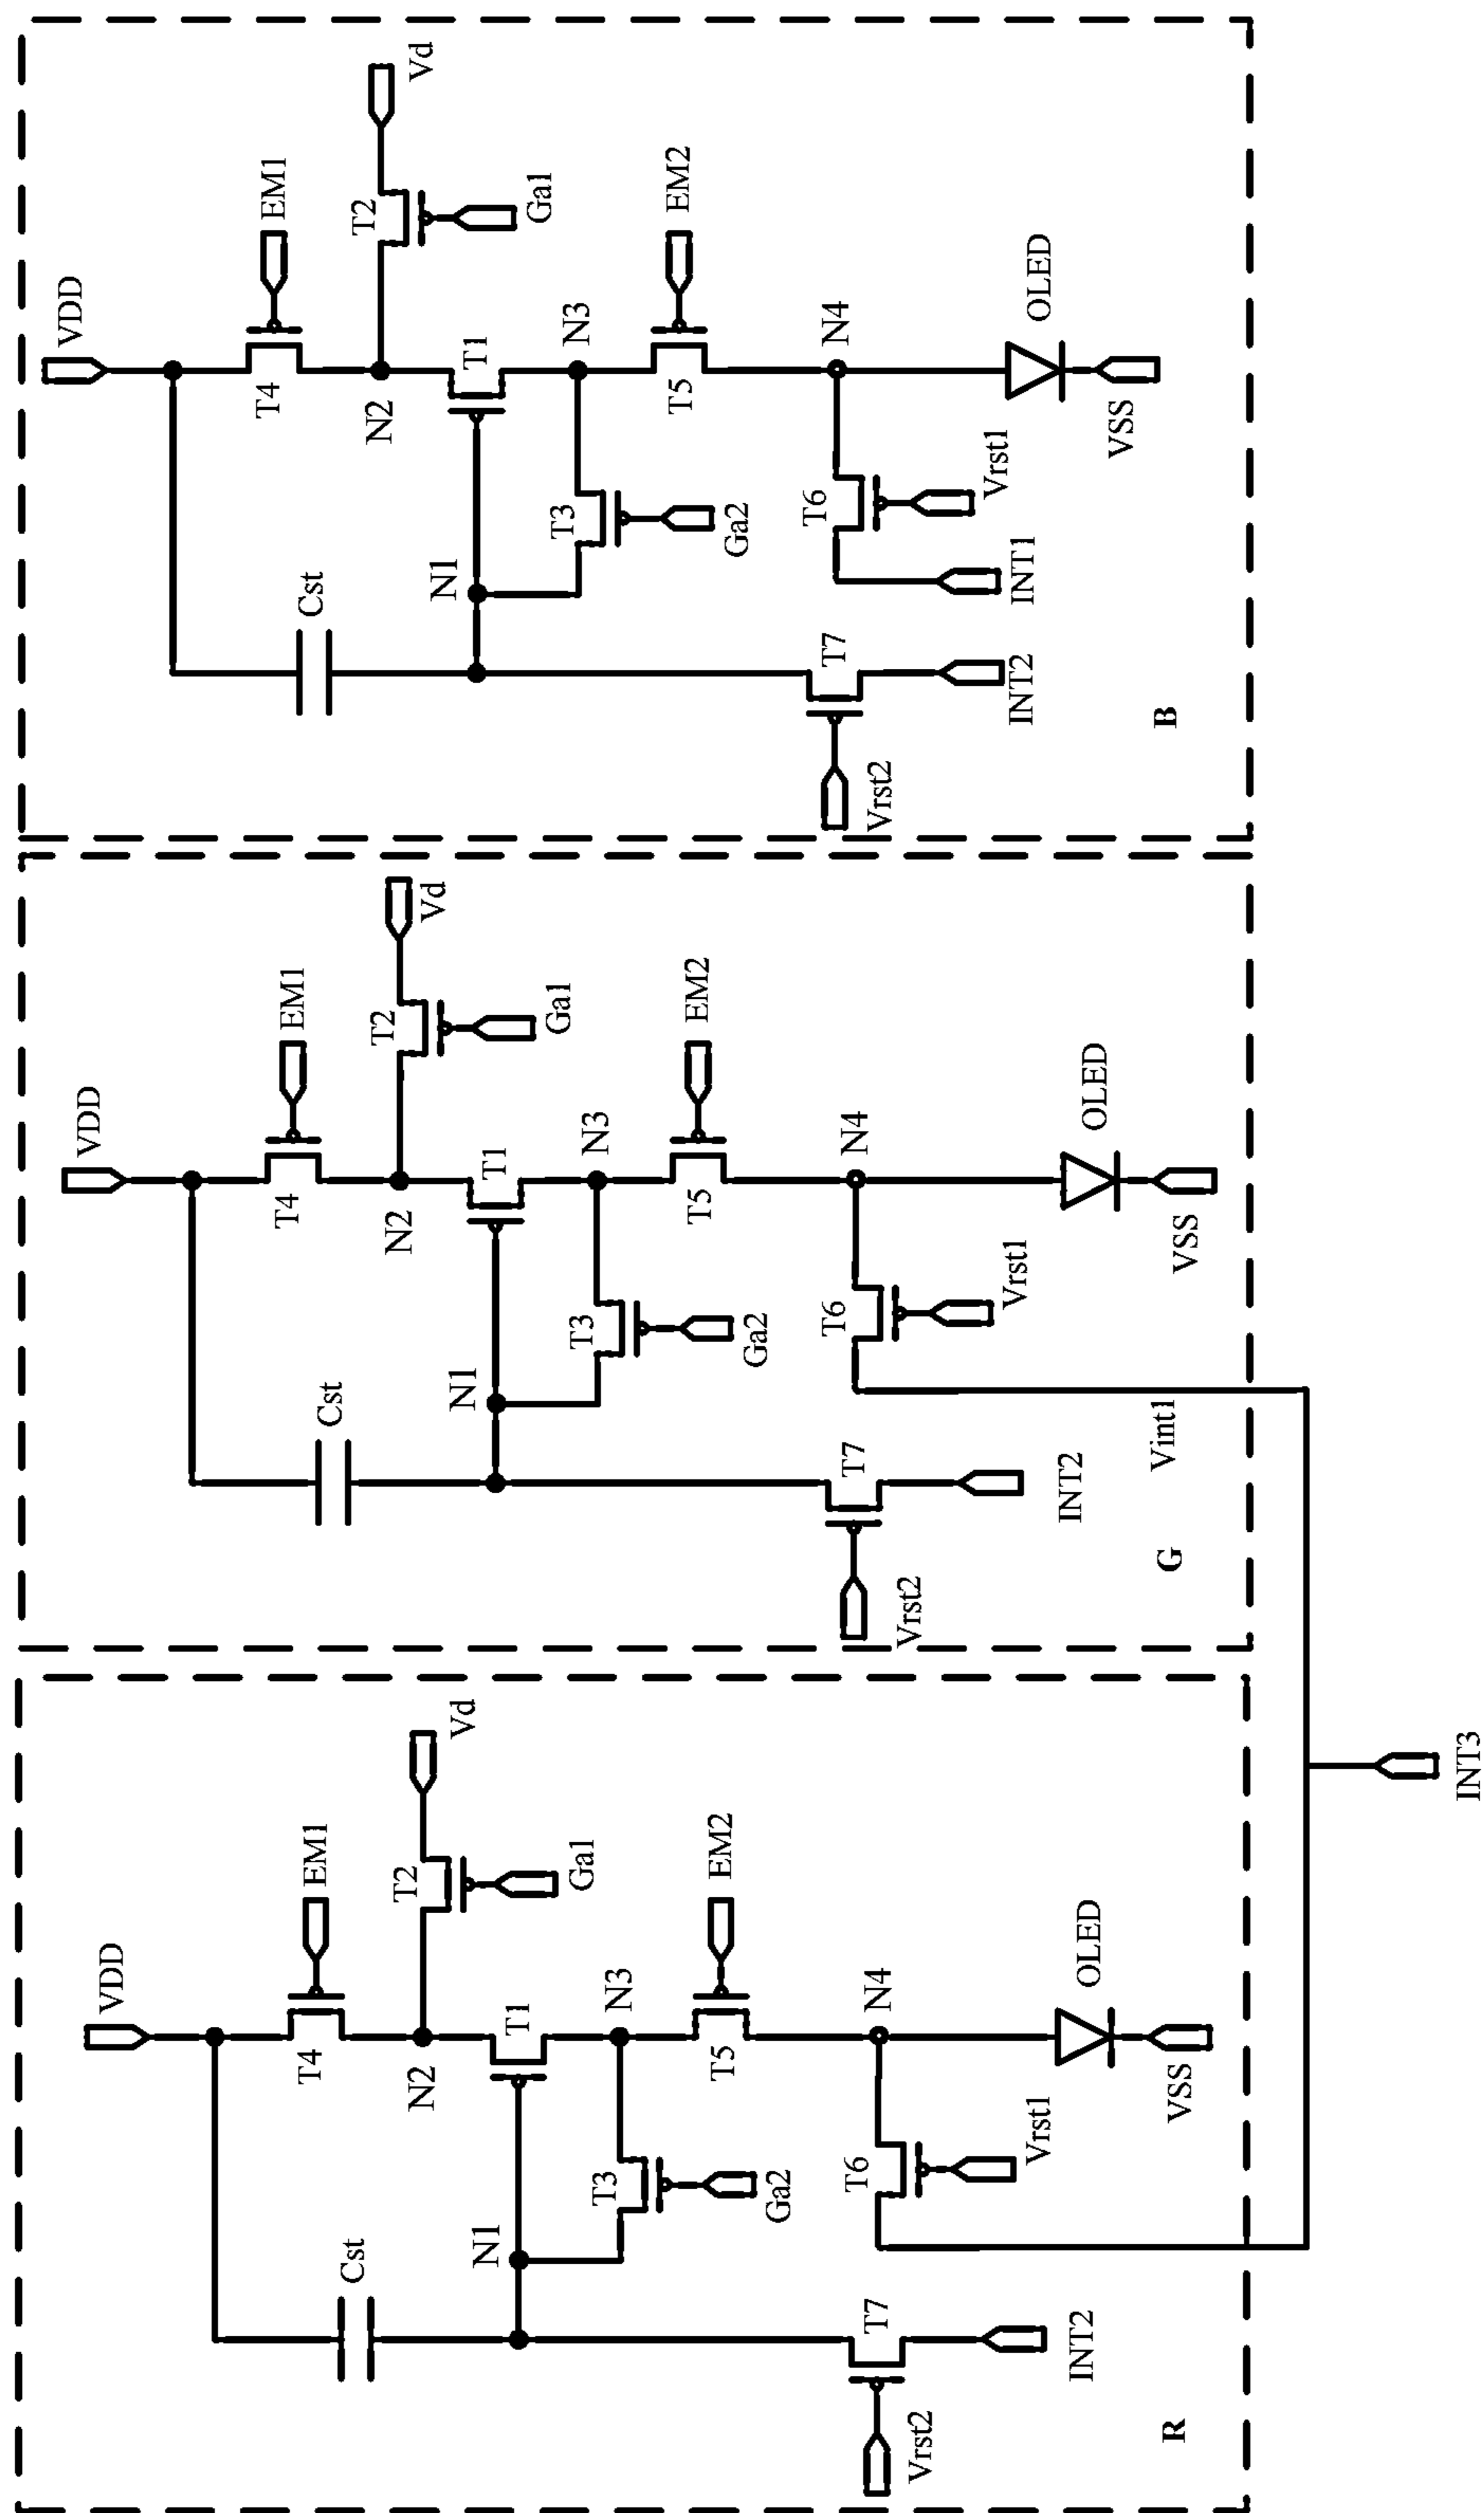 VDD
EM1
T4
Vd
T2
Ga1
N2
T1
Cst
N1
N3
T3
Ga2
EM2
T5
N4
T6
Vrst1
T7
Vrst2
INT2
OLED
VSS
R
VDD
EM1
T4
Vd
T2
Ga1
N2
T1
Cst
N1
N3
T3
Ga2
EM2
T5
N4
T6
Vrst1
T7
Vrst2
INT2
Vint1
OLED
VSS
G
VDD
EM1
T4
Vd
T2
Ga1
N2
T1
Cst
N1
N3
T3
Ga2
EM2
T5
N4
T6
Vrst1
T7
Vrst2
INT2
INT1
OLED
VSS
B
INT3